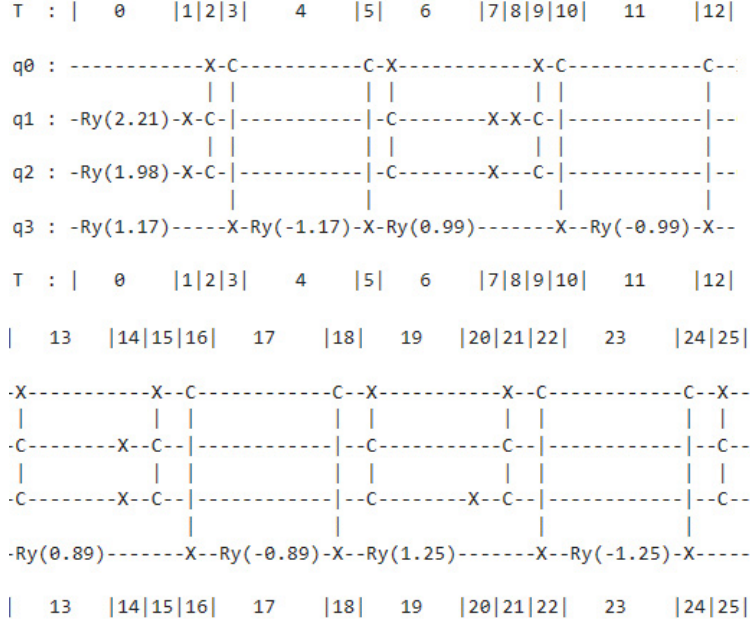 T : | 0 |1|2|3| 4 |5| 6 |7|8|9|10| 11 |12|
q0 : ------------X-C-----------C-X-----------X-C------------C--
| | | | | | |
q1 : -Ry(2.21)-X-C-|-----------|-C-------X-X-C-|------------|--
| | | | | | |
q2 : -Ry(1.98)-X-C-|-----------|-C-------X---C-|------------|--
| | | |
q3 : -Ry(1.17)-----X-Ry(-1.17)-X-Ry(0.99)-------X--Ry(-0.99)-X--
T : | 0 |1|2|3| 4 |5| 6 |7|8|9|10| 11 |12|
| 13 |14|15|16| 17 |18| 19 |20|21|22| 23 |24|25|
-X-----------X--C------------C--X-----------X--C------------C--X--
| | | | | | | | |
-C--------X--C--|------------|--C-----------C--|------------|--C--
| | | | | | | | |
-C--------X--C--|------------|--C--------X--C--|------------|--C--
| | | |
-Ry(0.89)-------X--Ry(-0.89)-X--Ry(1.25)-------X--Ry(-1.25)-X-----
| 13 |14|15|16| 17 |18| 19 |20|21|22| 23 |24|25|